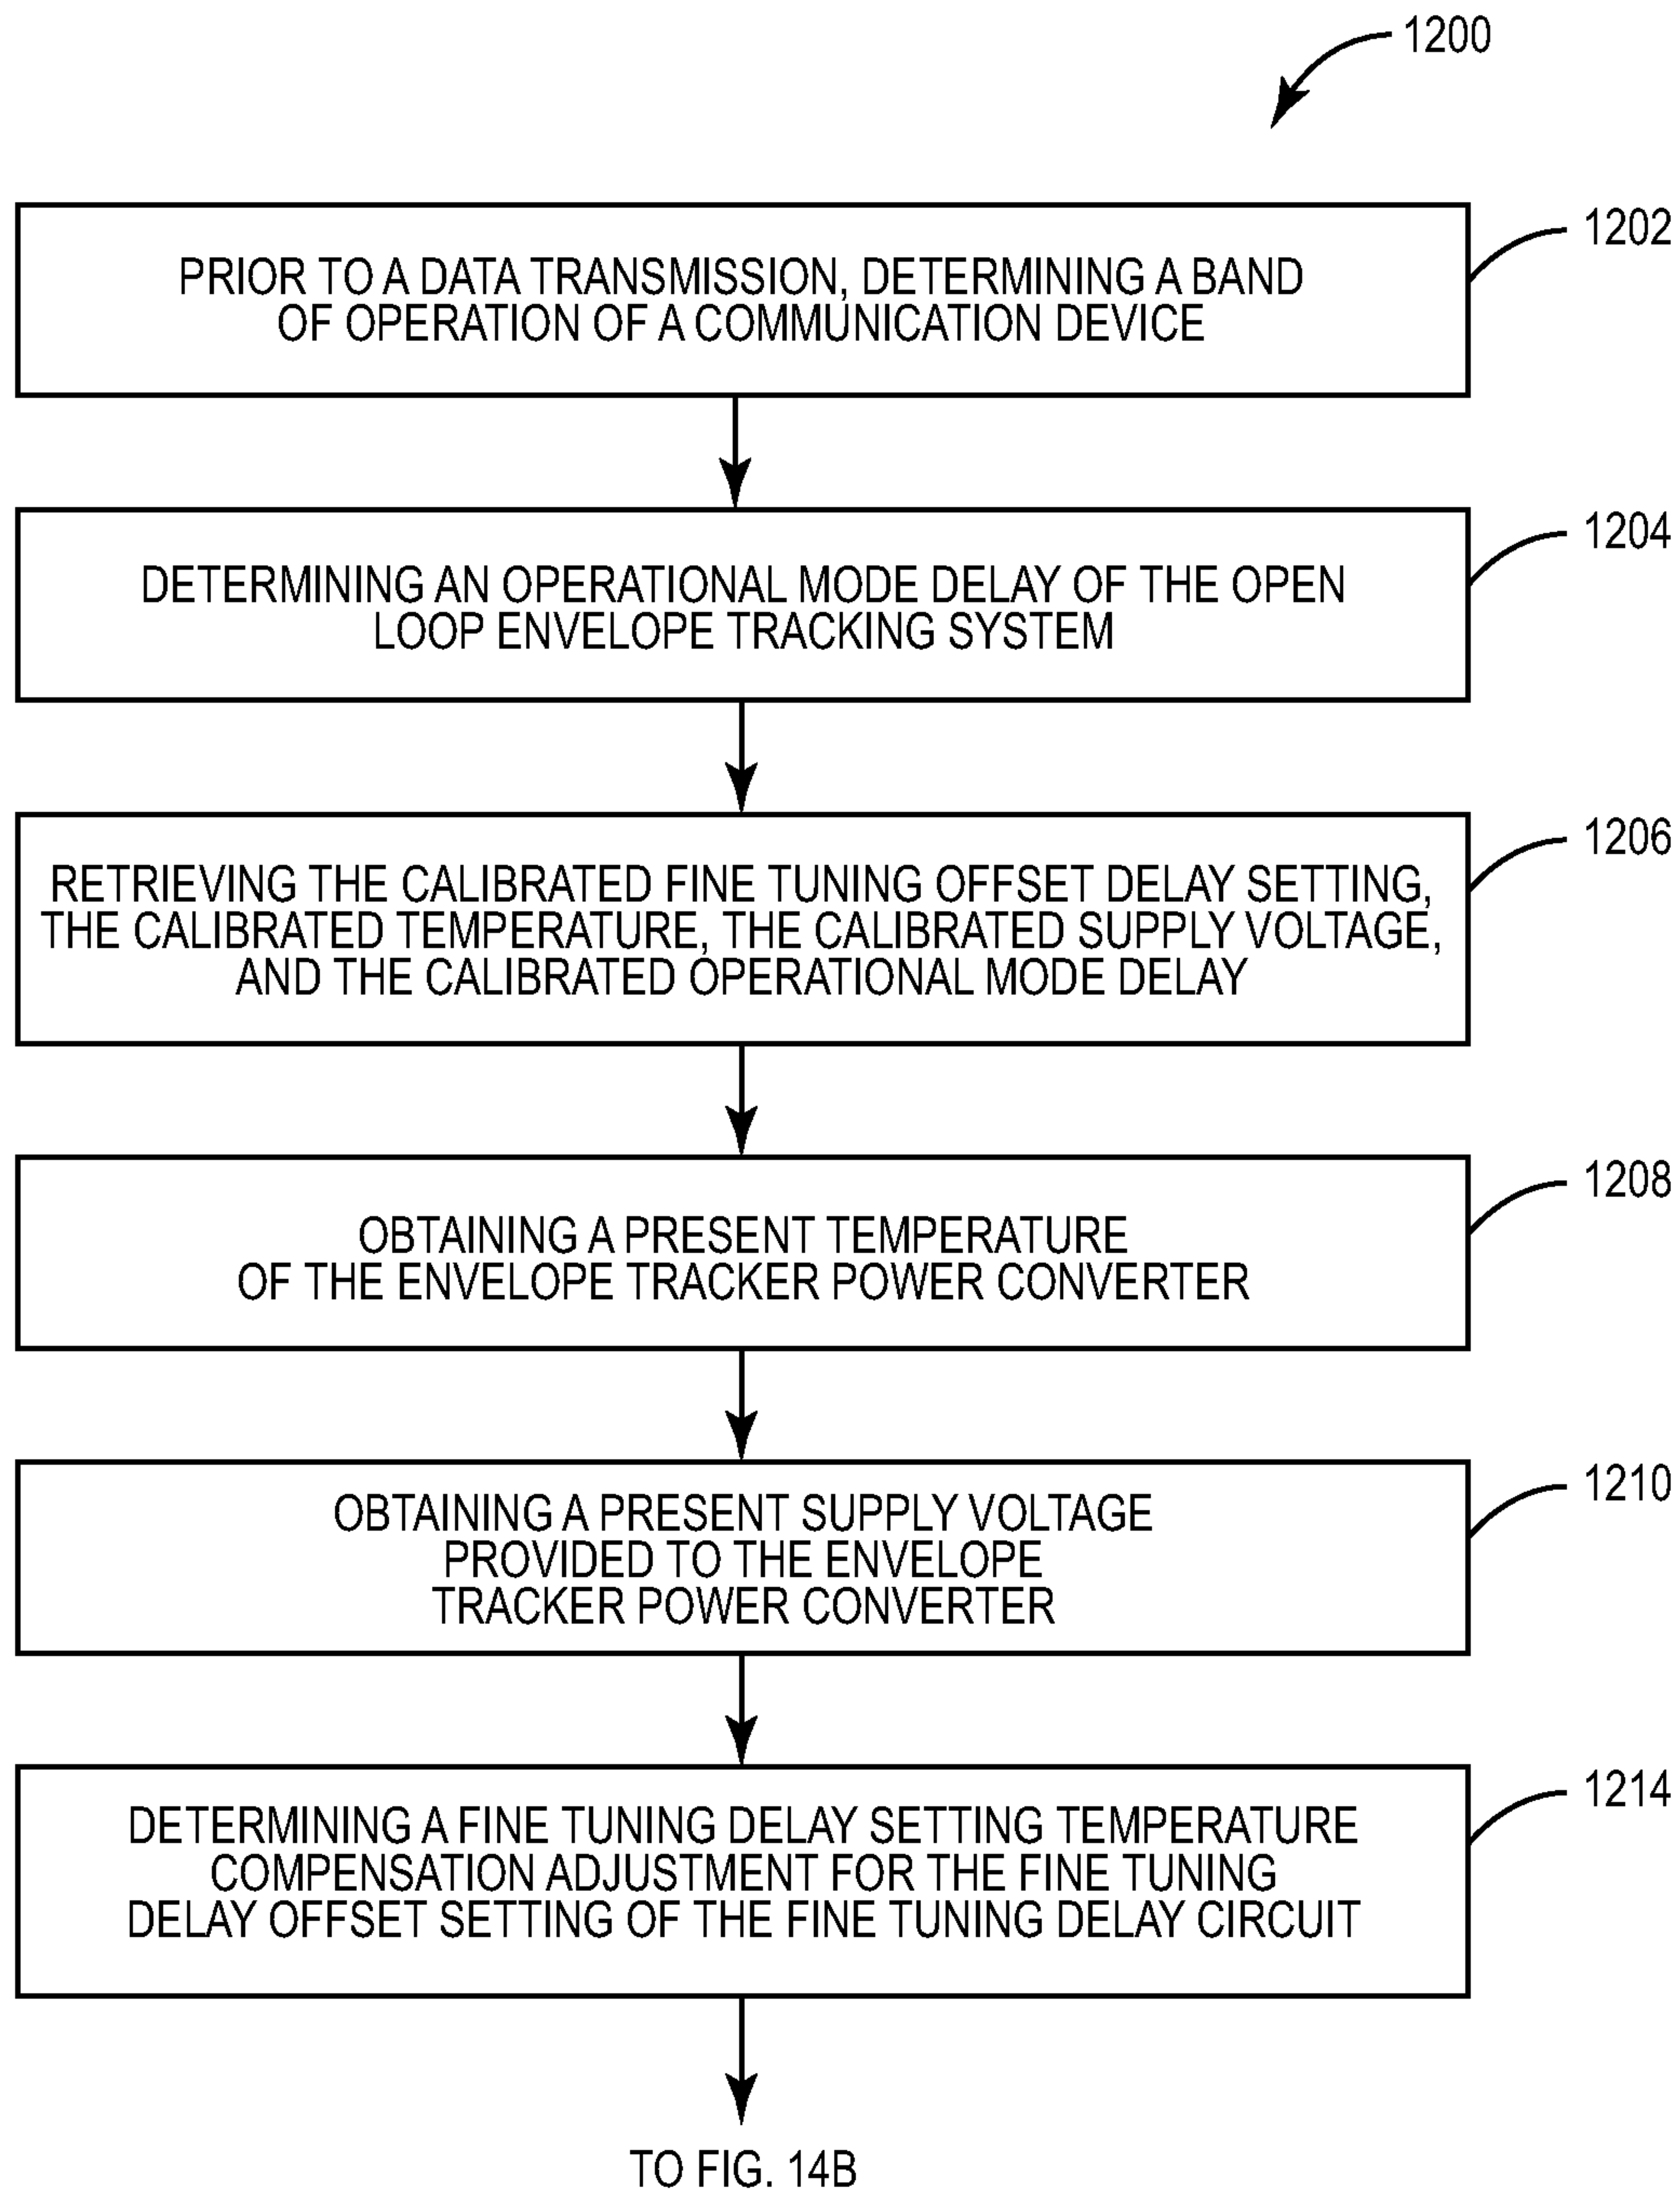 1200
1202
PRIOR TO A DATA TRANSMISSION, DETERMINING A BAND
OF OPERATION OF A COMMUNICATION DEVICE
1204
DETERMINING AN OPERATIONAL MODE DELAY OF THE OPEN
LOOP ENVELOPE TRACKING SYSTEM
1206
RETRIEVING THE CALIBRATED FINE TUNING OFFSET DELAY SETTING,
THE CALIBRATED TEMPERATURE, THE CALIBRATED SUPPLY VOLTAGE,
AND THE CALIBRATED OPERATIONAL MODE DELAY
1208
OBTAINING A PRESENT TEMPERATURE
OF THE ENVELOPE TRACKER POWER CONVERTER
1210
OBTAINING A PRESENT SUPPLY VOLTAGE
PROVIDED TO THE ENVELOPE
TRACKER POWER CONVERTER
1214
DETERMINING A FINE TUNING DELAY SETTING TEMPERATURE
COMPENSATION ADJUSTMENT FOR THE FINE TUNING
DELAY OFFSET SETTING OF THE FINE TUNING DELAY CIRCUIT
TO FIG. 14B